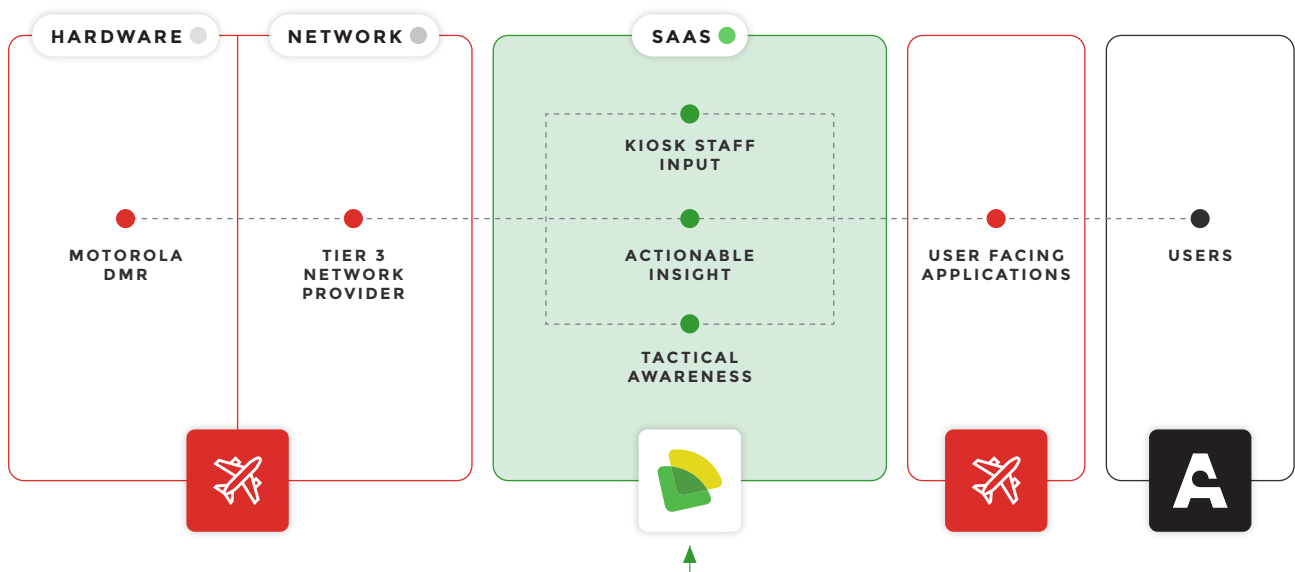 HARDWARE
NETWORK
SAAS
KIOSK STAFF
INPUT
MOTOROLA
DMR
TIER 3
NETWORK
PROVIDER
ACTIONABLE
INSIGHT
USER FACING
APPLICATIONS
USERS
TACTICAL
AWARENESS
A